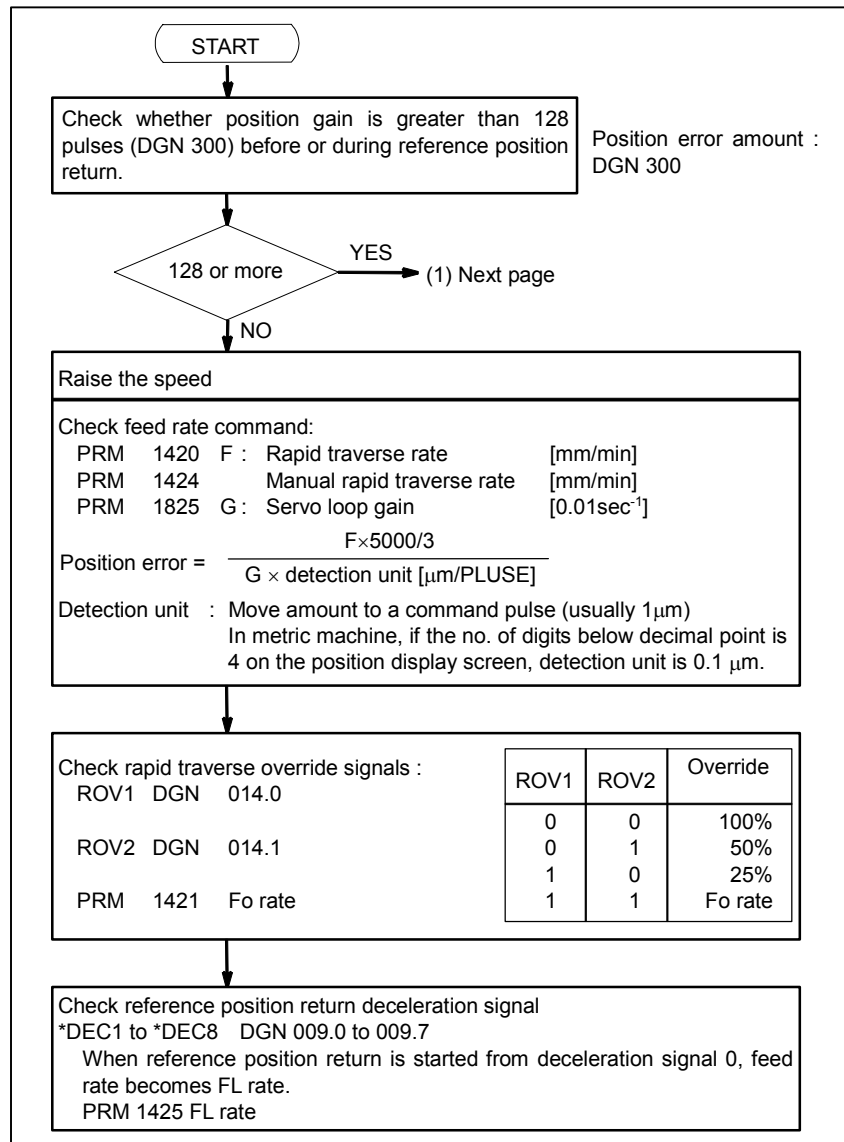 START
Check whether position gain is greater than 128
pulses (DGN 300) before or during reference position
return.
Position error amount :
DGN 300
128 or more
YES
(1) Next page
NO
Raise the speed
Check feed rate command:
PRM 1420 F : Rapid traverse rate [mm/min]
PRM 1424 Manual rapid traverse rate [mm/min]
PRM 1825 G : Servo loop gain [0.01sec⁻¹]
F×5000/3
Position error =
G × detection unit [μm/PLUSE]
Detection unit : Move amount to a command pulse (usually 1μm)
In metric machine, if the no. of digits below decimal point is
4 on the position display screen, detection unit is 0.1 μm.
Check rapid traverse override signals :
ROV1 DGN 014.0
ROV2 DGN 014.1
PRM 1421 Fo rate
ROV1 ROV2 Override
0 0 100%
0 1 50%
1 0 25%
1 1 Fo rate
Check reference position return deceleration signal
*DEC1 to *DEC8 DGN 009.0 to 009.7
When reference position return is started from deceleration signal 0, feed
rate becomes FL rate.
PRM 1425 FL rate